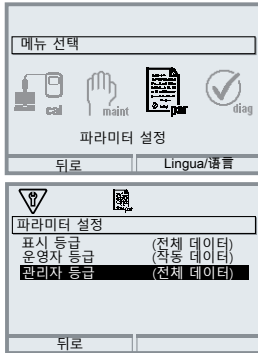 메뉴 선택
cal maint par diag
파라미터 설정
뒤로 Lingua/语言
파라미터 설정
표시 등급 (전체 데이터)
운영자 등급 (작동 데이터)
관리자 등급 (전체 데이터)
뒤로